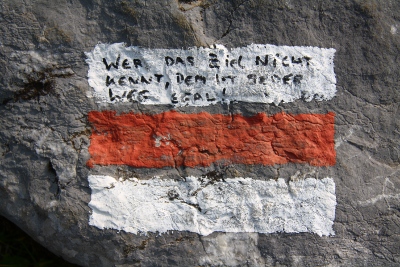 WER DAS ZIEL NICHT
KENNT, DEM IST JEDER
WEG EGAL!